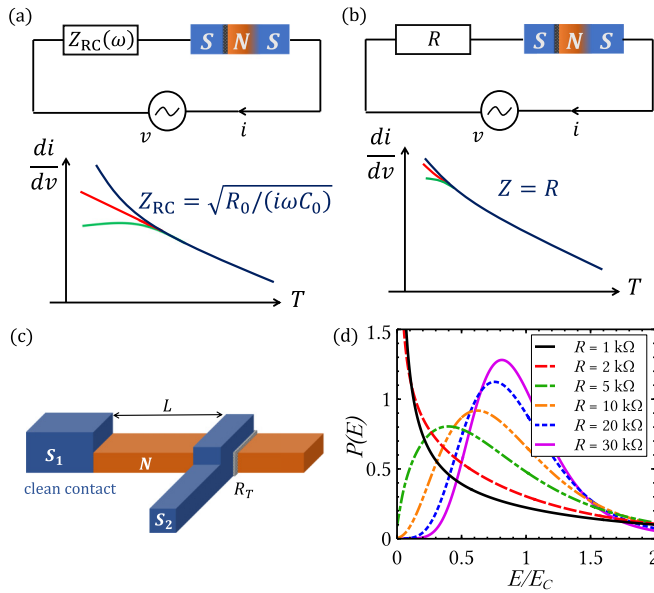 (a)
Z_RC(ω)
S N S
v
i
di/dv
Z_RC = √R_0/(iωC_0)
T
(b)
R
S N S
v
i
di/dv
Z = R
T
(c)
L
S_1
N
clean contact
R_T
S_2
(d)
1.5
1
0.5
0
P(E)
R = 1 kΩ
R = 2 kΩ
R = 5 kΩ
R = 10 kΩ
R = 20 kΩ
R = 30 kΩ
0 0.5 1 1.5 2
E/E_C